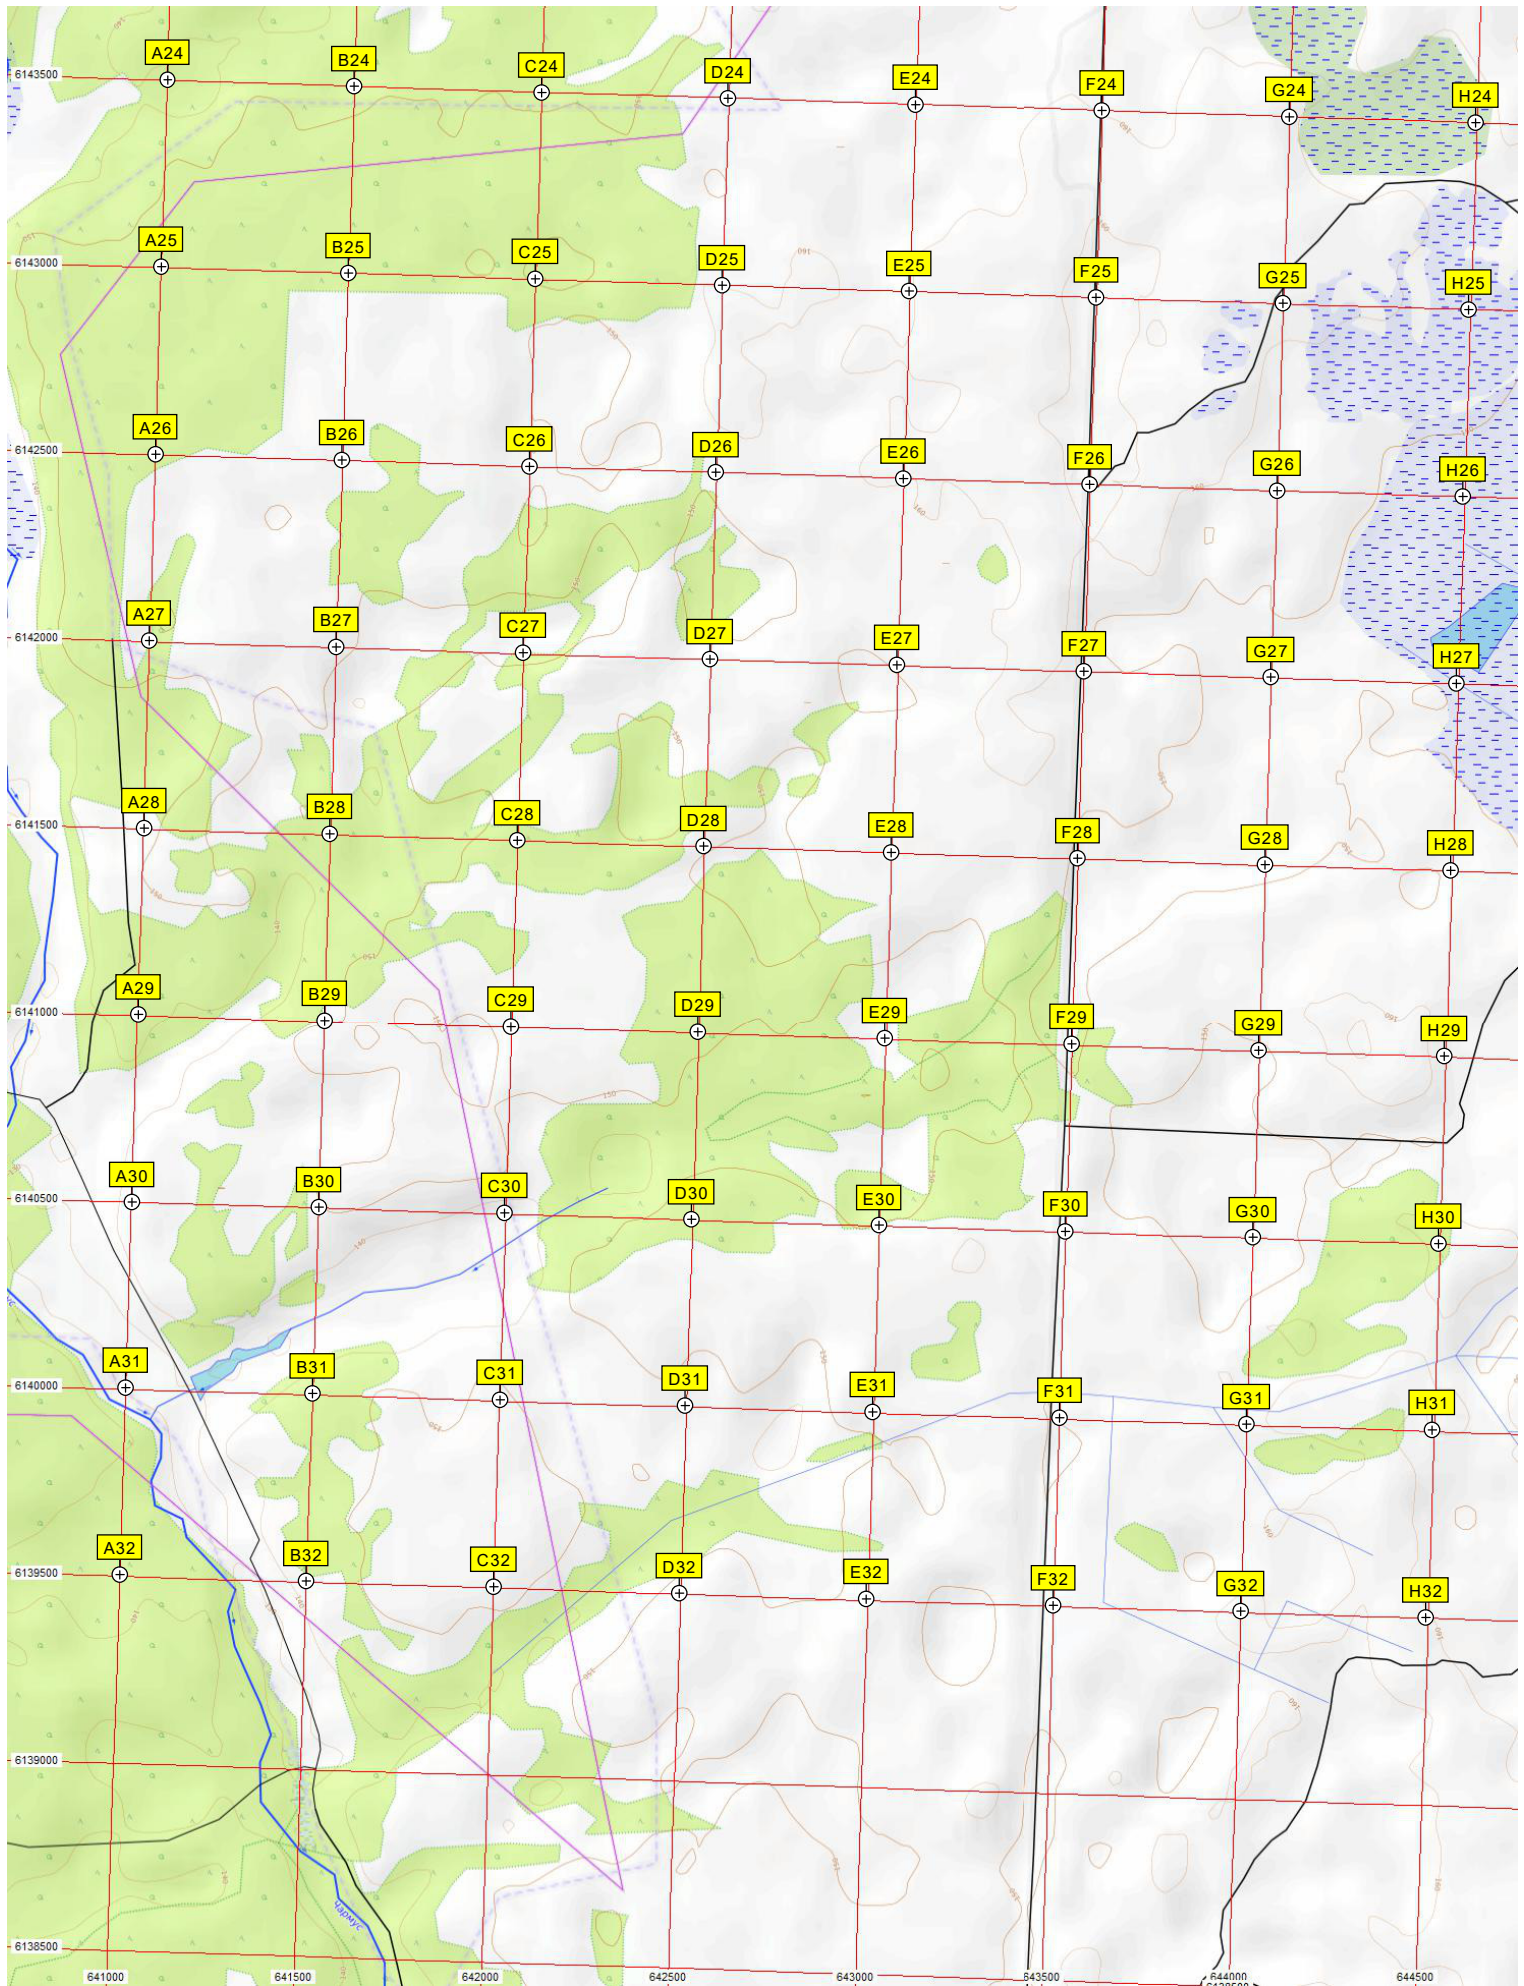 A24 B24 C24 D24 E24 F24 G24 H24
6143500
A25 B25 C25 D25 E25 F25 G25 H25
6143000
A26 B26 C26 D26 E26 F26 G26 H26
6142500
A27 B27 C27 D27 E27 F27 G27 H27
6142000
A28 B28 C28 D28 E28 F28 G28 H28
6141500
A29 B29 C29 D29 E29 F29 G29 H29
6141000
A30 B30 C30 D30 E30 F30 G30 H30
6140500
A31 B31 C31 D31 E31 F31 G31 H31
6140000
A32 B32 C32 D32 E32 F32 G32 H32
6139500
6139000
Чармус
6138500
641000 641500 642000 642500 643000 643500 644000 644500